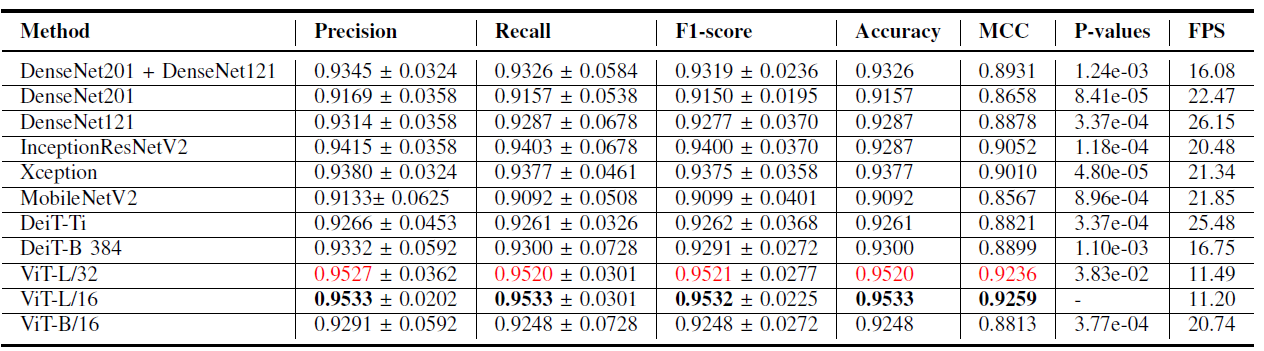 Method Precision Recall F1-score Accuracy MCC P-values FPS
DenseNet201 + DenseNet121 0.9345 ± 0.0324 0.9326 ± 0.0584 0.9319 ± 0.0236 0.9326 0.8931 1.24e-03 16.08
DenseNet201 0.9169 ± 0.0358 0.9157 ± 0.0538 0.9150 ± 0.0195 0.9157 0.8658 8.41e-05 22.47
DenseNet121 0.9314 ± 0.0358 0.9287 ± 0.0678 0.9277 ± 0.0370 0.9287 0.8878 3.37e-04 26.15
InceptionResNetV2 0.9415 ± 0.0358 0.9403 ± 0.0678 0.9400 ± 0.0370 0.9287 0.9052 1.18e-04 20.48
Xception 0.9380 ± 0.0324 0.9377 ± 0.0461 0.9375 ± 0.0358 0.9377 0.9010 4.80e-05 21.34
MobileNetV2 0.9133± 0.0625 0.9092 ± 0.0508 0.9099 ± 0.0401 0.9092 0.8567 8.96e-04 21.85
DeiT-Ti 0.9266 ± 0.0453 0.9261 ± 0.0326 0.9262 ± 0.0368 0.9261 0.8821 3.37e-04 25.48
DeiT-B 384 0.9332 ± 0.0592 0.9300 ± 0.0728 0.9291 ± 0.0272 0.9300 0.8899 1.10e-03 16.75
ViT-L/32 0.9527 ± 0.0362 0.9520 ± 0.0301 0.9521 ± 0.0277 0.9520 0.9236 3.83e-02 11.49
ViT-L/16 0.9533 ± 0.0202 0.9533 ± 0.0301 0.9532 ± 0.0225 0.9533 0.9259 - 11.20
ViT-B/16 0.9291 ± 0.0592 0.9248 ± 0.0728 0.9248 ± 0.0272 0.9248 0.8813 3.77e-04 20.74